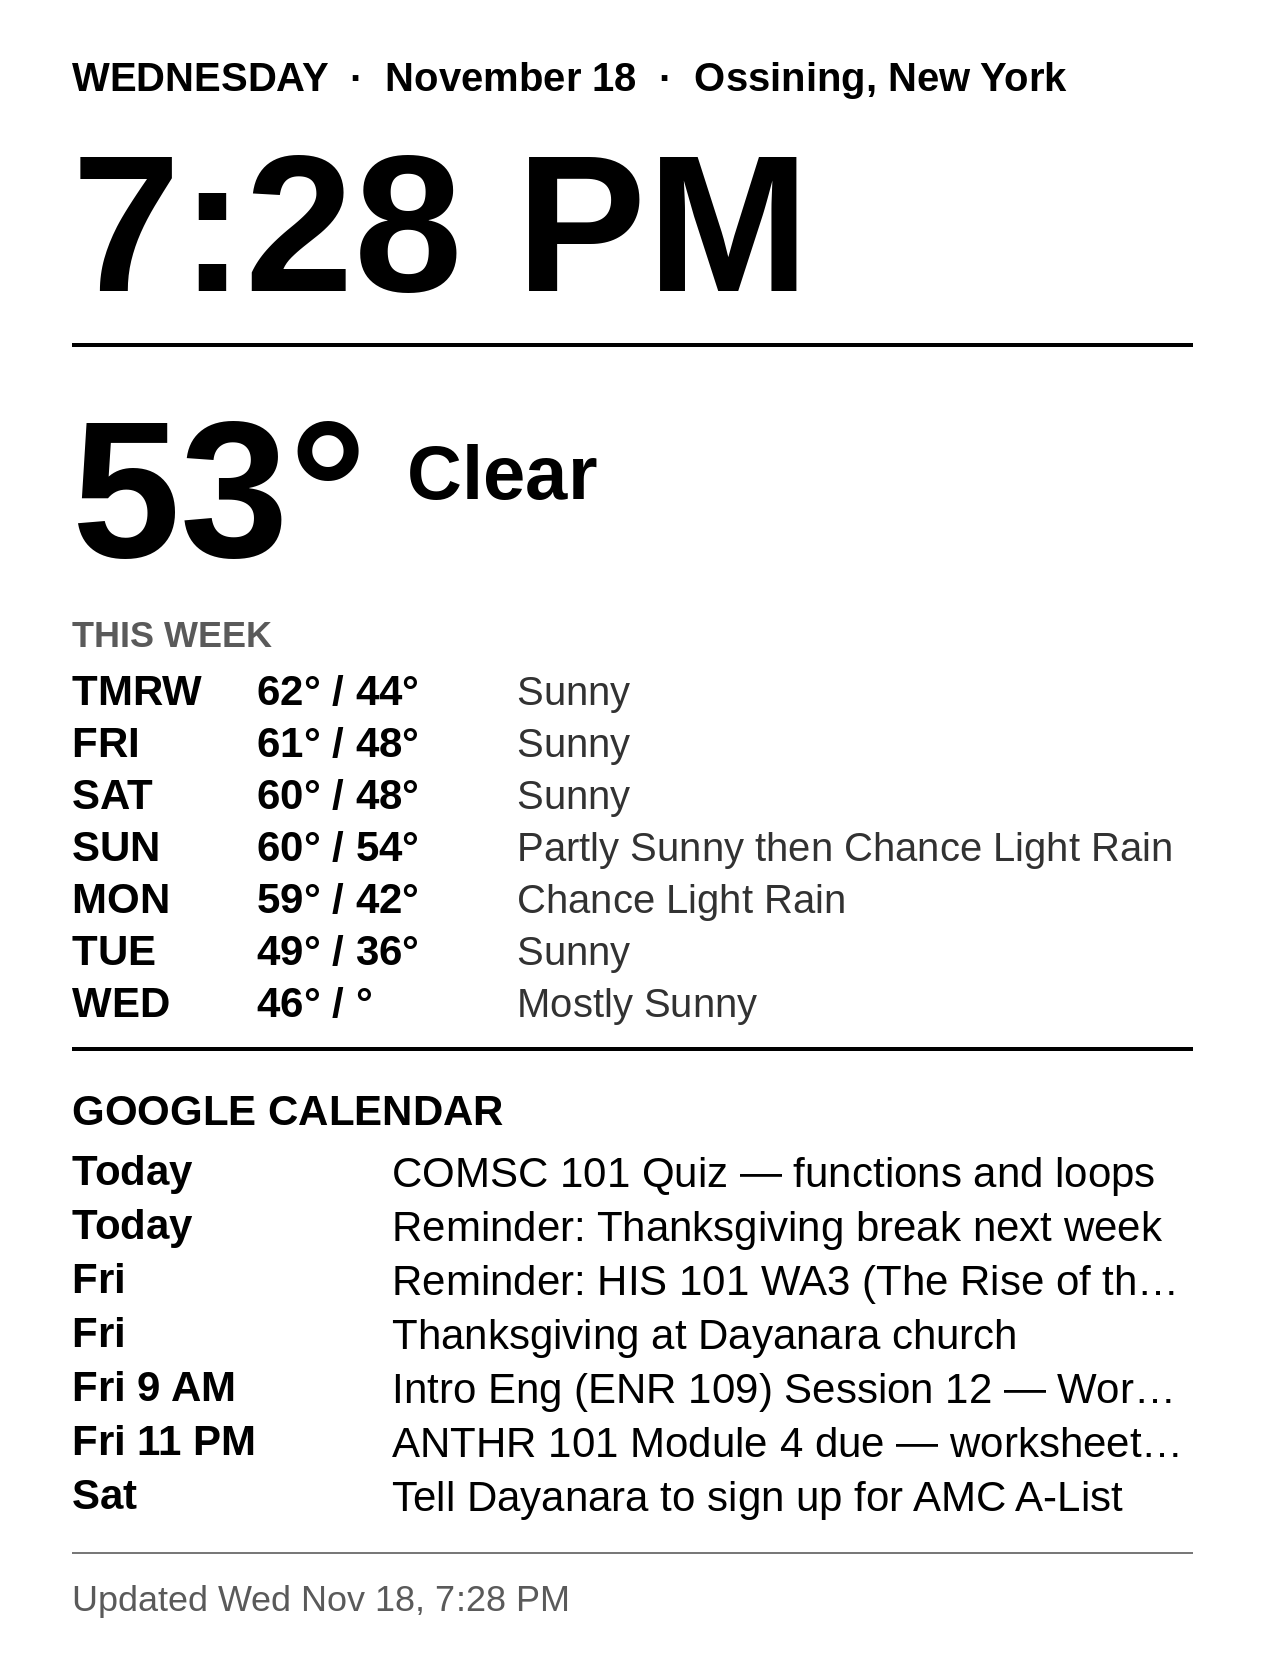 WEDNESDAY · November 18 · Ossining, New York
7:28 PM
53° Clear
THIS WEEK
TMRW 62° / 44° Sunny
FRI 61° / 48° Sunny
SAT 60° / 48° Sunny
SUN 60° / 54° Partly Sunny then Chance Light Rain
MON 59° / 42° Chance Light Rain
TUE 49° / 36° Sunny
WED 46° / ° Mostly Sunny
GOOGLE CALENDAR
Today COMSC 101 Quiz — functions and loops
Today Reminder: Thanksgiving break next week
Fri Reminder: HIS 101 WA3 (The Rise of th…
Fri Thanksgiving at Dayanara church
Fri 9 AM Intro Eng (ENR 109) Session 12 — Wor…
Fri 11 PM ANTHR 101 Module 4 due — worksheet…
Sat Tell Dayanara to sign up for AMC A-List
Updated Wed Nov 18, 7:28 PM